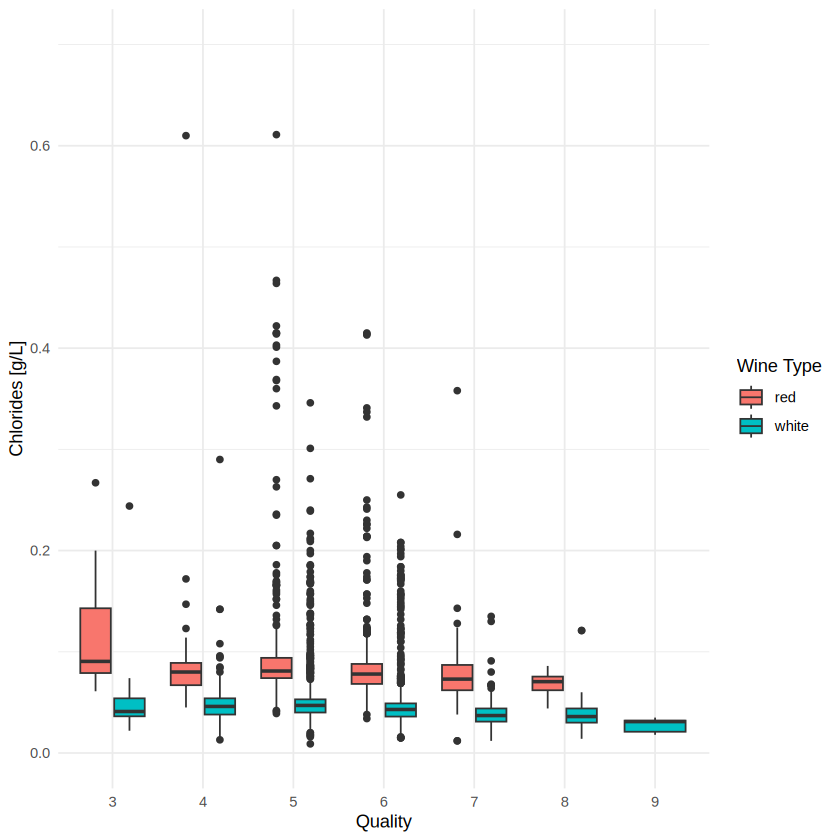 Chlorides [g/L]
0.6
0.4
0.2
0.0
3 4 5 6 7 8 9
Quality
Wine Type
red
white